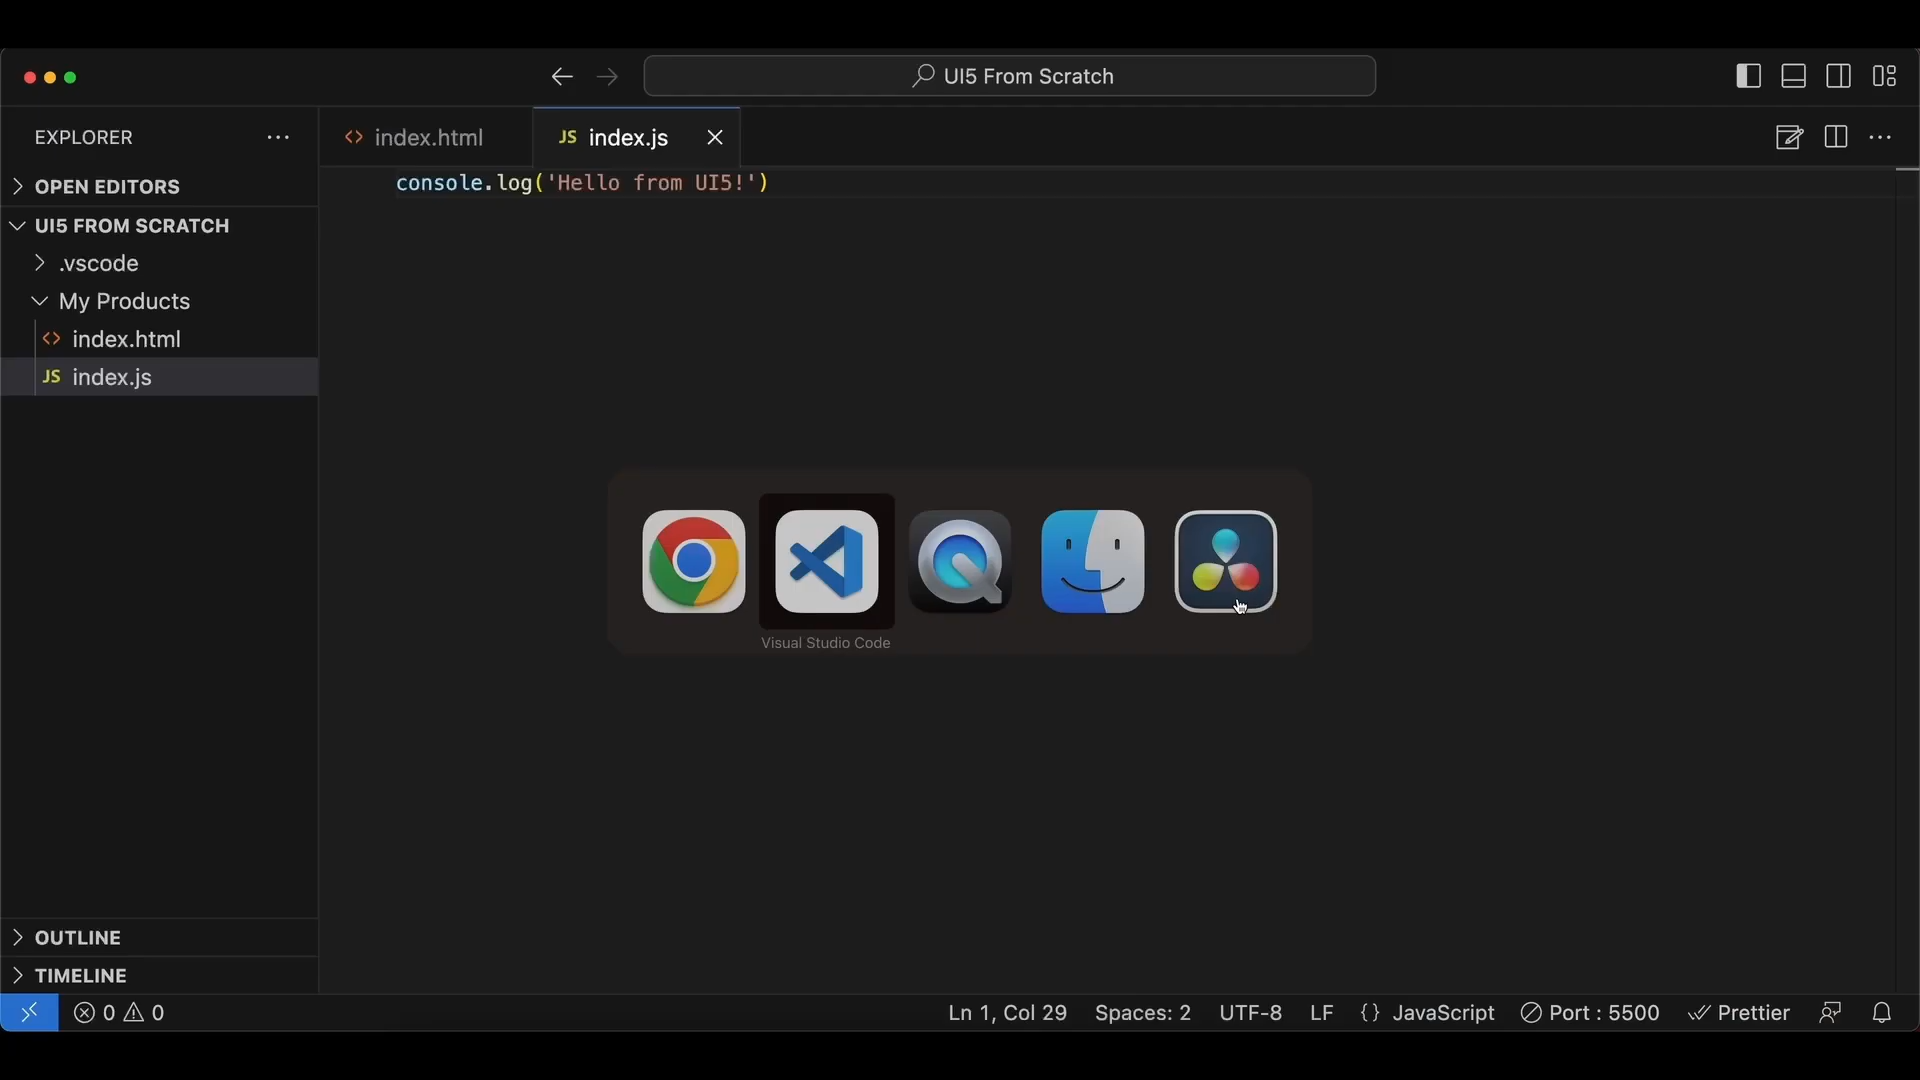 UI5 From Scratch
EXPLORER
index.html
JS index.js
OPEN EDITORS
UI5 FROM SCRATCH
.vscode
My Products
index.html
JS index.js
console.log('Hello from UI5!')
Visual Studio Code
OUTLINE
TIMELINE
0 0
Ln 1, Col 29
Spaces: 2
UTF-8
LF
{} JavaScript
Port : 5500
Prettier